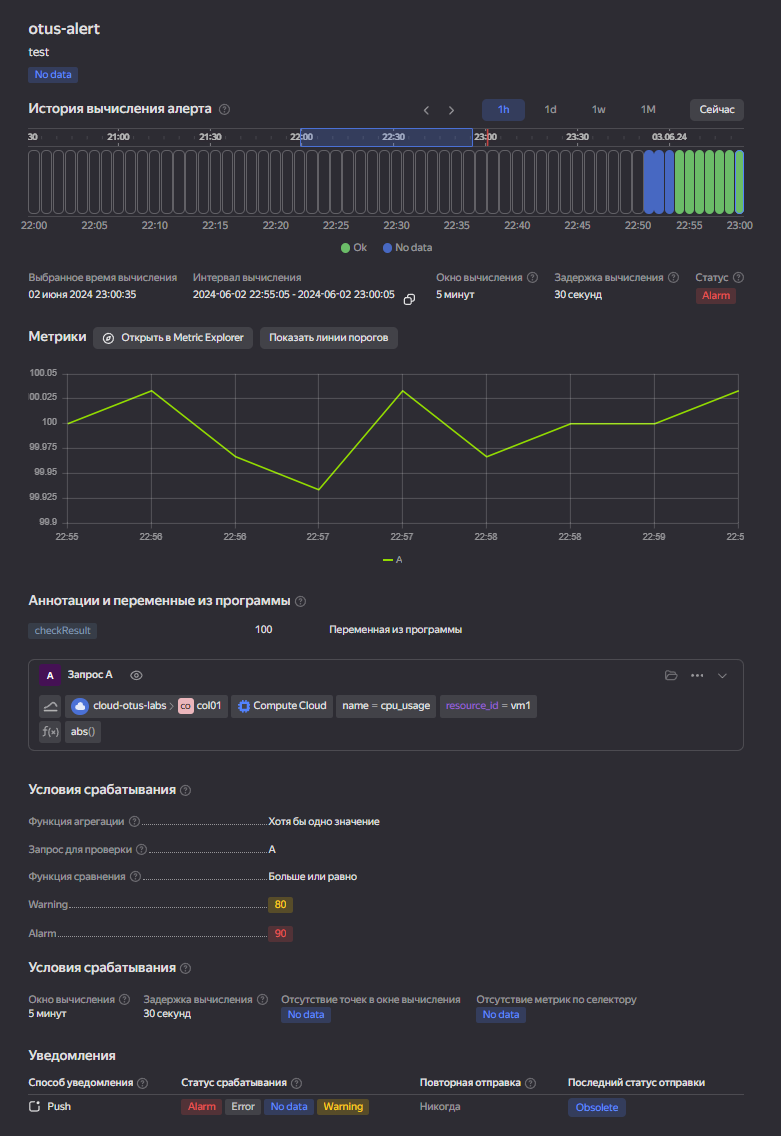 otus-alert
test
No data
История вычисления алерта
1h 1d 1w 1M Сейчас
30 21:00 21:30 22:00 22:30 23:00 23:30 03.06.24
22:00 22:05 22:10 22:15 22:20 22:25 22:30 22:35 22:40 22:45 22:50 22:55 23:00
Ok No data
Выбранное время вычисления Интервал вычисления Окно вычисления Задержка вычисления Статус
02 июня 2024 23:00:35 2024-06-02 22:55:05 - 2024-06-02 23:00:05 5 минут 30 секунд Alarm
Метрики Открыть в Metric Explorer Показать линии порогов
100.05
100.025
100
99.975
99.95
99.925
99.9
22:55 22:56 22:56 22:57 22:57 22:58 22:58 22:59 22:5
A
Аннотации и переменные из программы
checkResult 100 Переменная из программы
A Запрос A
cloud-otus-labs co col01 Compute Cloud name = cpu_usage resource_id = vm1
f(x) abs()
Условия срабатывания
Функция агрегации Хотя бы одно значение
Запрос для проверки A
Функция сравнения Больше или равно
Warning 80
Alarm 90
Условия срабатывания
Окно вычисления Задержка вычисления Отсутствие точек в окне вычисления Отсутствие метрик по селектору
5 минут 30 секунд No data No data
Уведомления
Способ уведомления Статус срабатывания Повторная отправка Последний статус отправки
Push Alarm Error No data Warning Никогда Obsolete